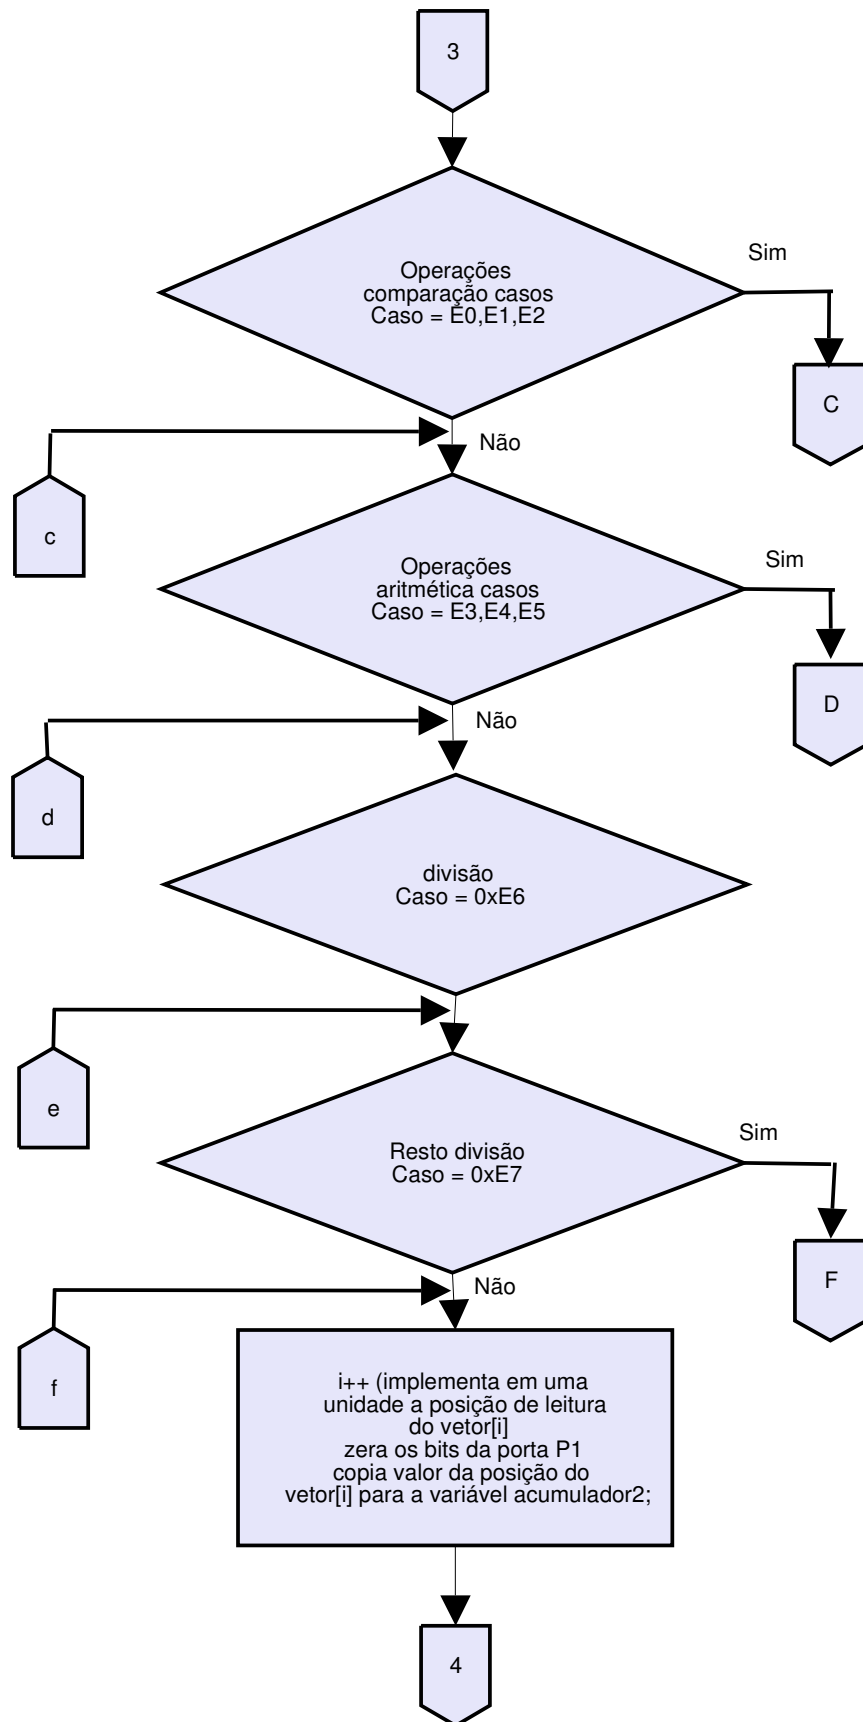 3
Operações
comparação casos
Caso = E0,E1,E2
Sim
C
Não
c
Operações
aritmética casos
Caso = E3,E4,E5
Sim
D
Não
d
divisão
Caso = 0xE6
e
Resto divisão
Caso = 0xE7
Sim
F
Não
f
i++ (implementa em uma
unidade a posição de leitura
do vetor[i]
zera os bits da porta P1
copia valor da posição do
vetor[i] para a variável acumulador2;
4